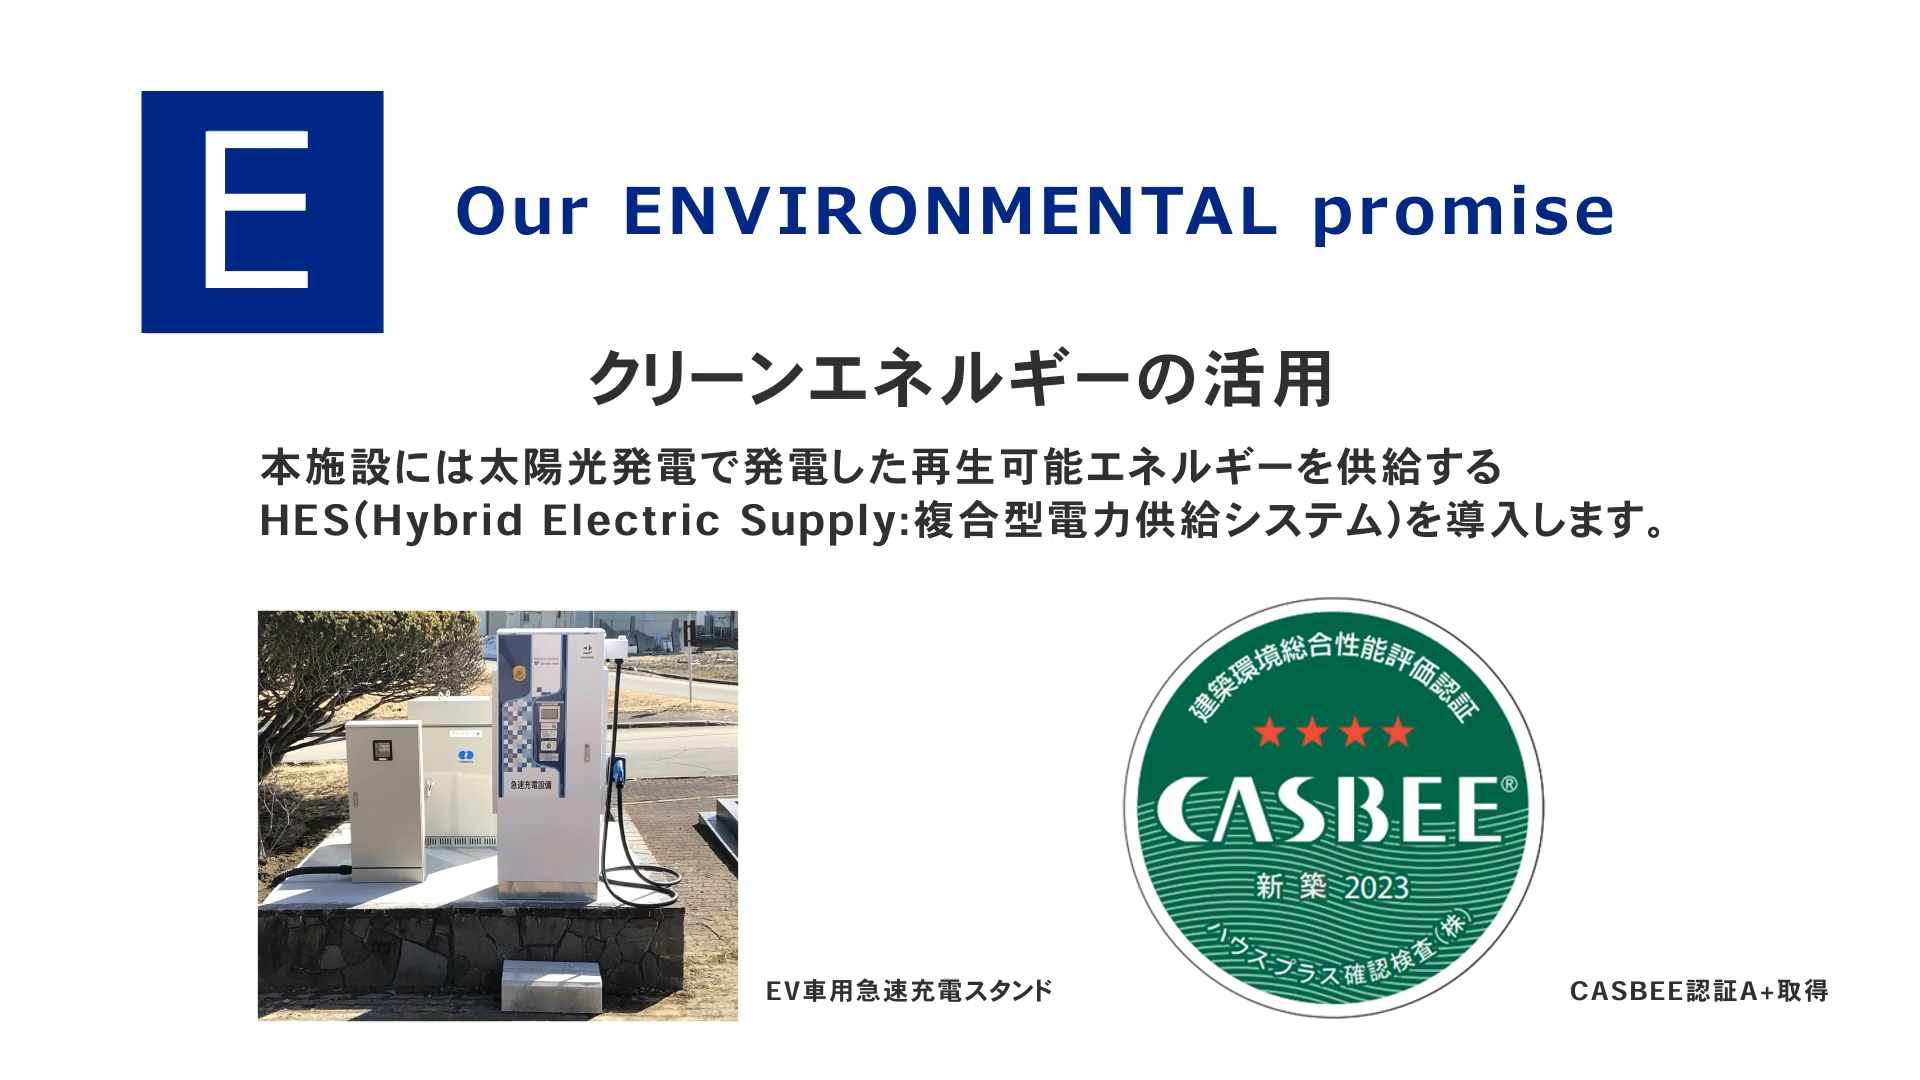 E
Our ENVIRONMENTAL promise
クリーンエネルギーの活用
本施設には太陽光発電で発電した再生可能エネルギーを供給する
HES(Hybrid Electric Supply:複合型電力供給システム)を導入します。
急速充電設備
EV車用急速充電スタンド
建築環境総合性能評価認証
★★★★
CASBEE®
新築 2023
ハウスプラス確認検査(株)
CASBEE認証A+取得